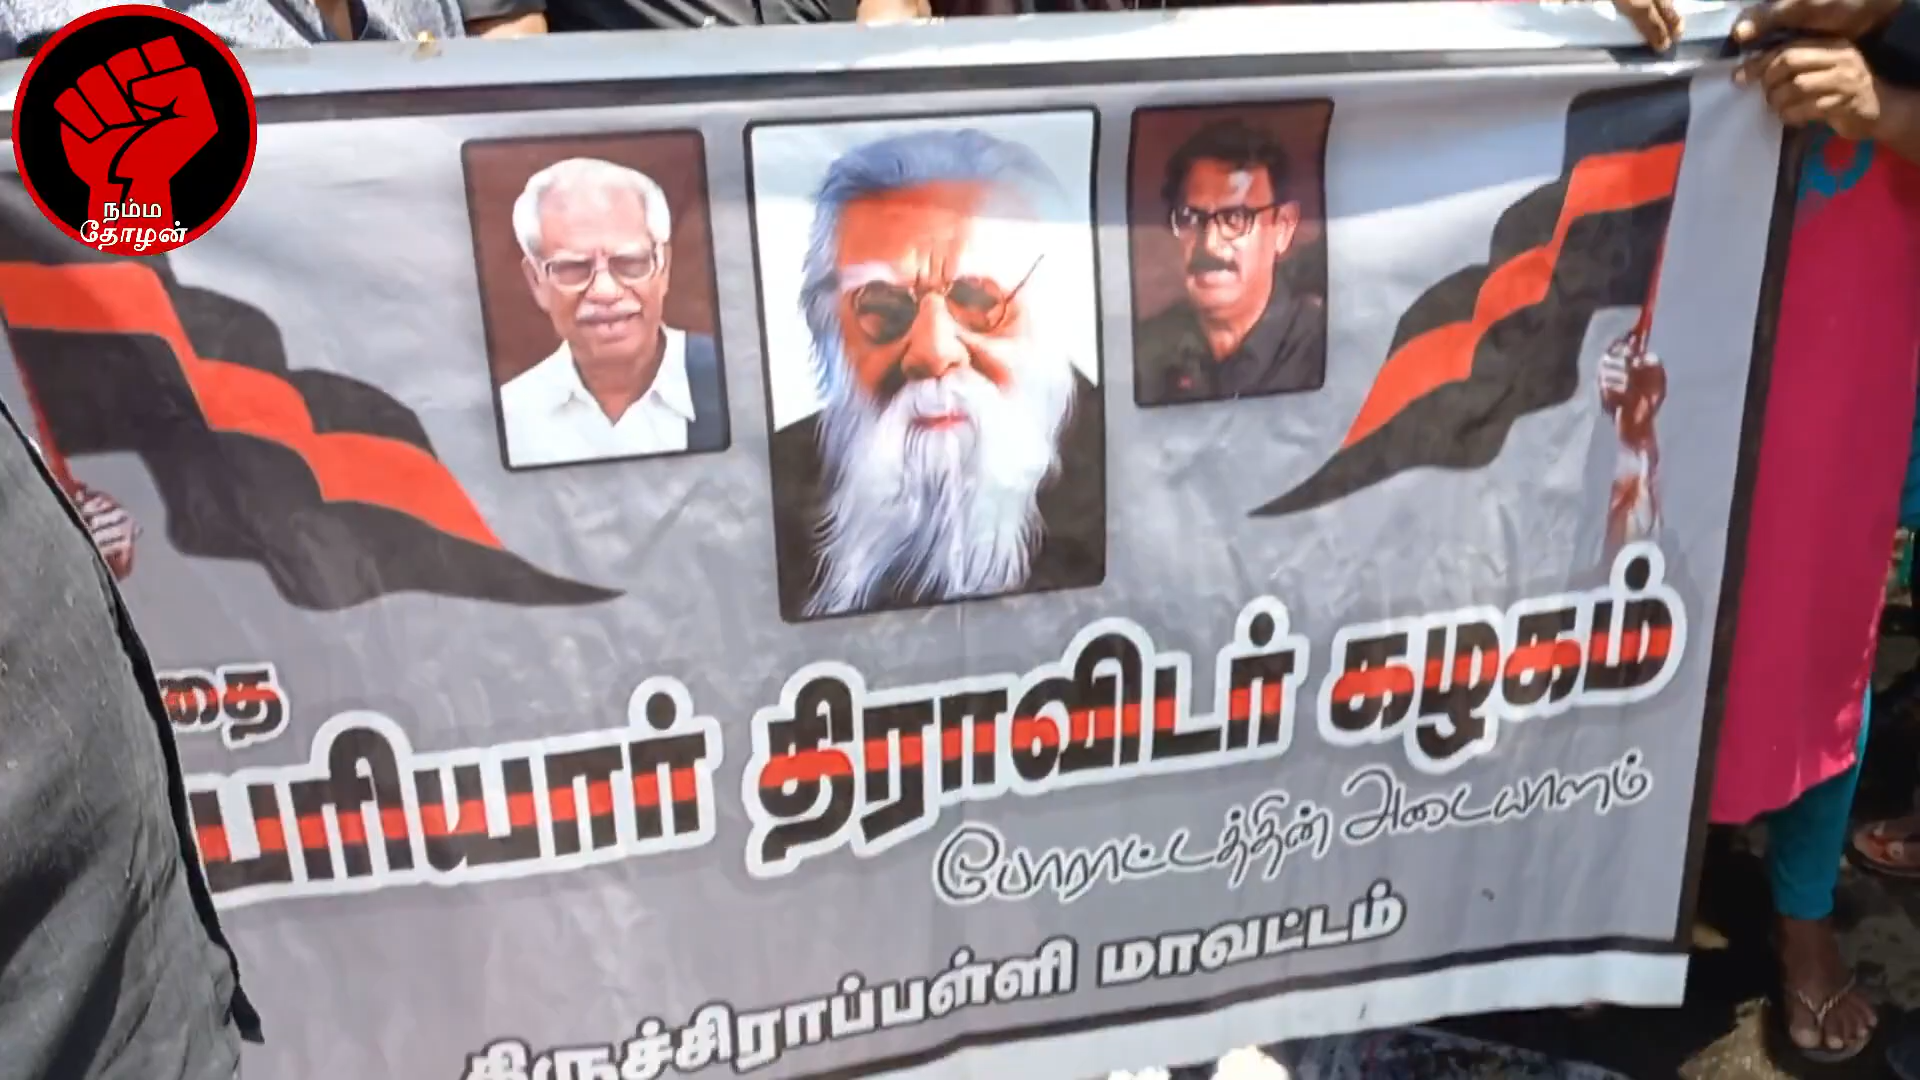 நம்ம
தோழன்
தை
பெரியார் திராவிடர் கழகம்
போராட்டத்தின் அடையாளம்
திருச்சிராப்பள்ளி மாவட்டம்